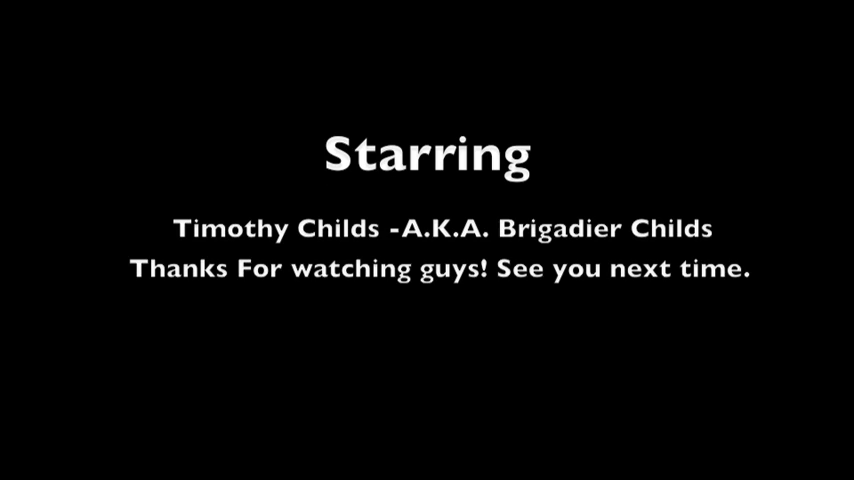 Starring
Timothy Childs -A.K.A. Brigadier Childs
Thanks For watching guys! See you next time.